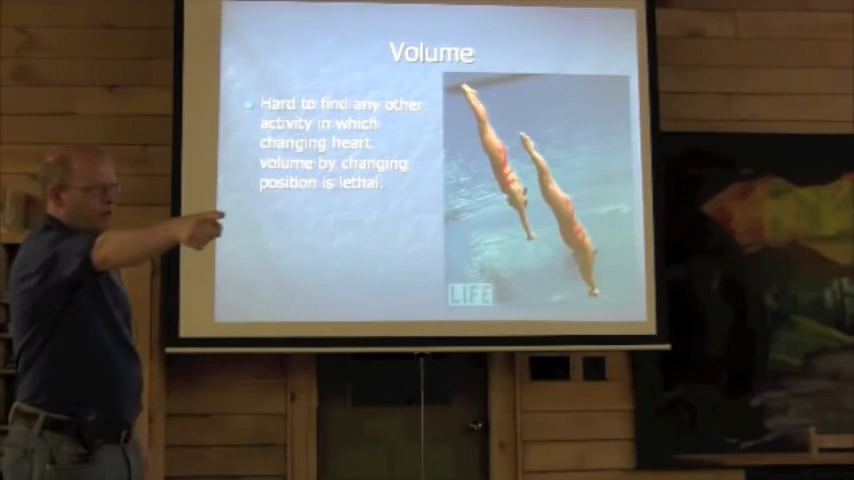 Volume
Hard to find any other
activity in which
changing heart
volume by changing
position is lethal.
LIFE